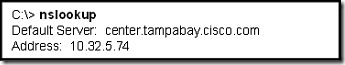 C:\> nslookup
Default Server: center.tampabay.cisco.com
Address: 10.32.5.74